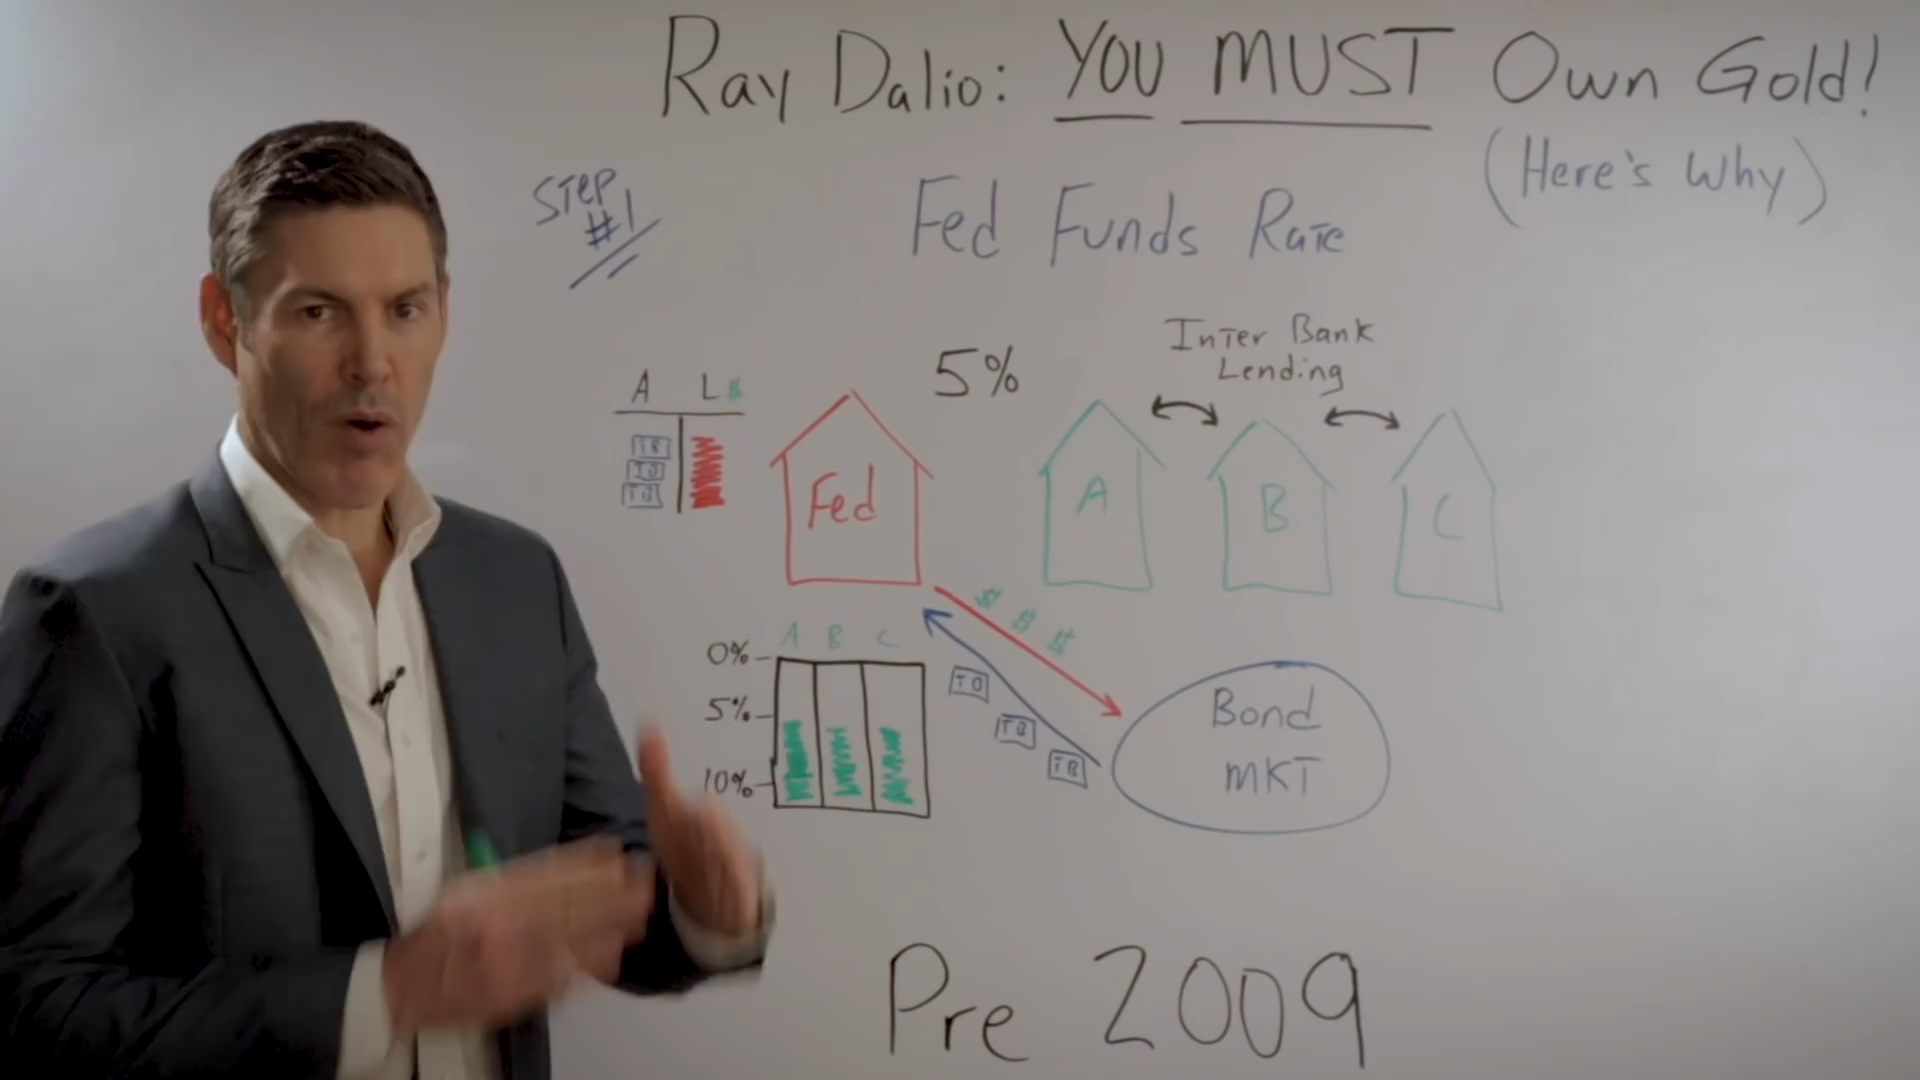 Ray Dalio: YOU MUST Own Gold!
(Here's Why)
STEP
#1
Fed Funds Rate
Inter Bank
Lending
5%
A L $
TB
TB
TB
Fed
A
B
C
$ $ $
A B C
0%
5%
10%
TB
TB
TB
Bond
MKT
Pre 2009